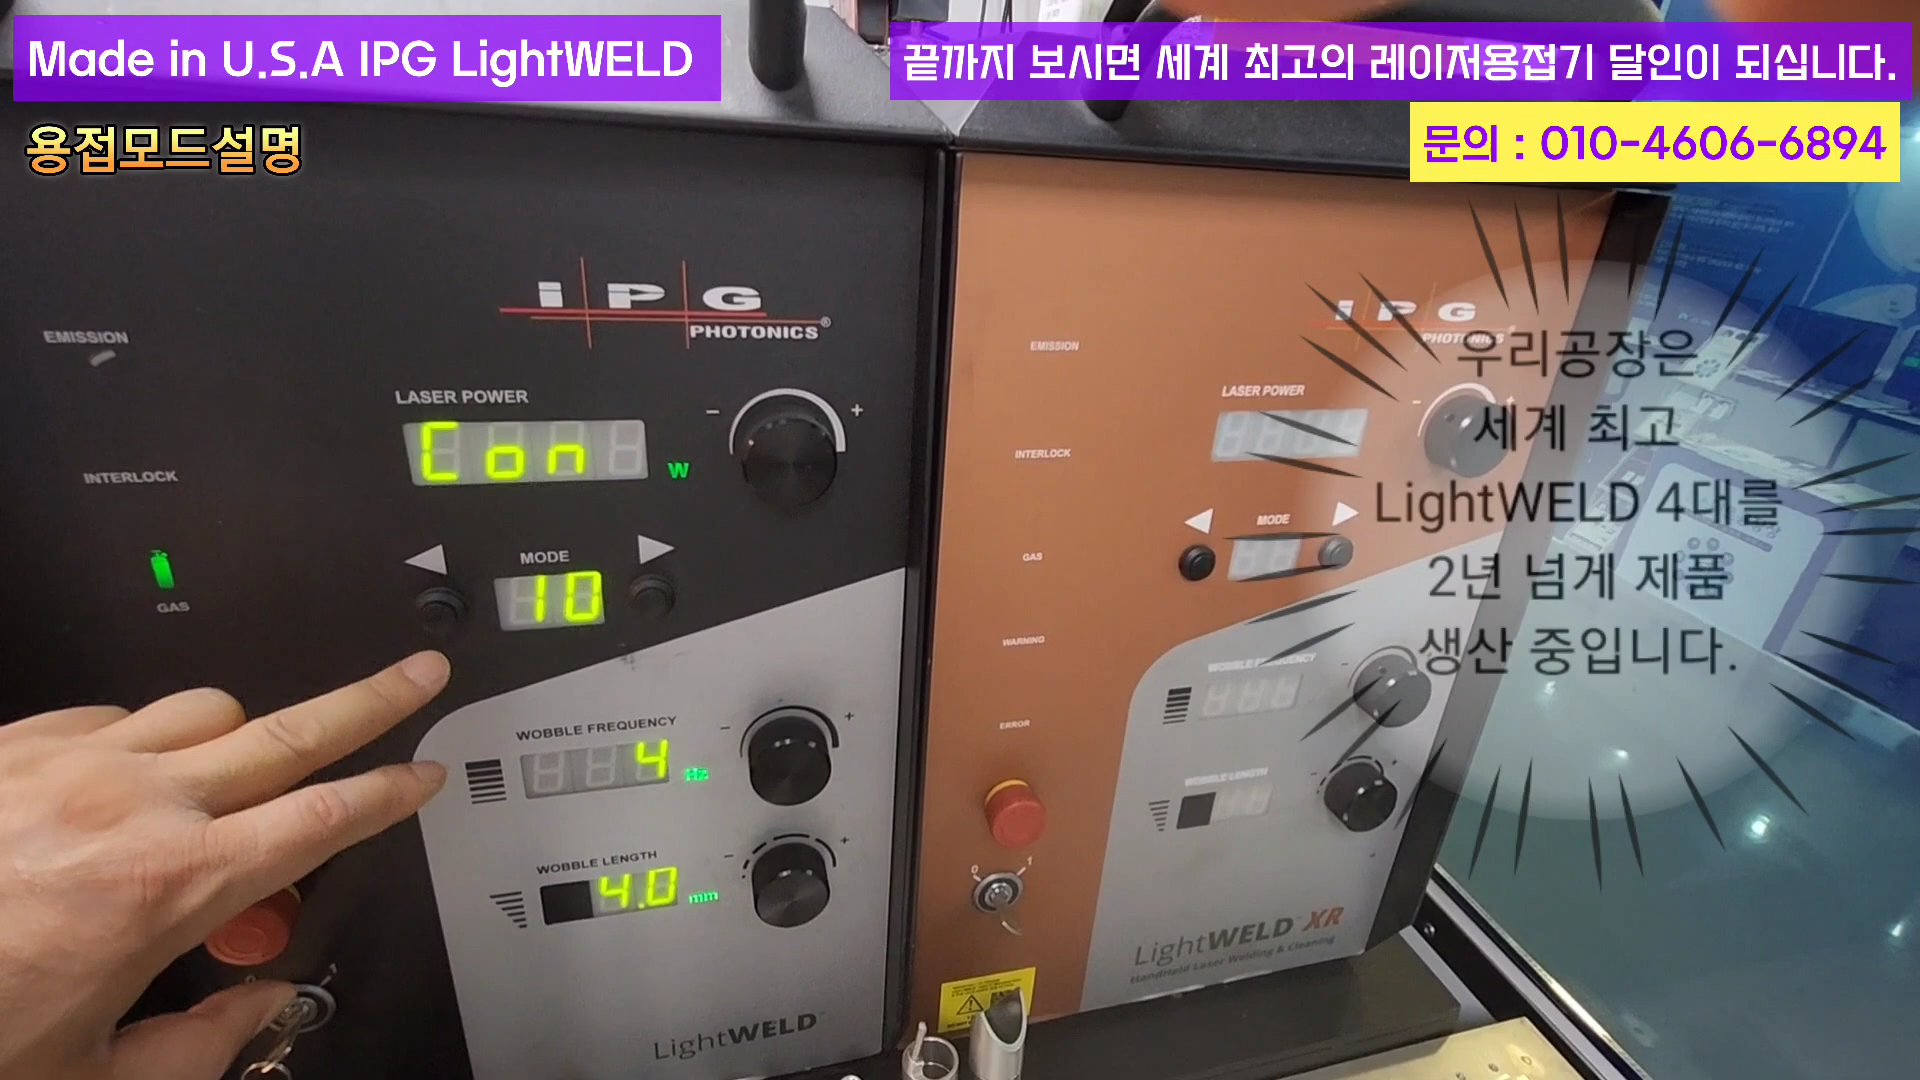 Made in U.S.A IPG LightWELD
끝까지 보시면 세계 최고의 레이저용접기 달인이 되십니다.
문의 : 010-4606-6894
용접모드설명
IPG
PHOTONICS®
EMISSION
LASER POWER
- +
Con W
INTERLOCK
MODE
10
GAS
WOBBLE FREQUENCY
- +
4 Hz
WOBBLE LENGTH
- +
4.0 mm
LightWELD™
IPG
PHOTONICS
EMISSION
LASER POWER
INTERLOCK
MODE
GAS
WARNING
WOBBLE FREQUENCY
ERROR
WOBBLE LENGTH
0 1
LightWELD XR
HandHeld Laser Welding & Cleaning
우리공장은
세계 최고
LightWELD 4대를
2년 넘게 제품
생산 중입니다.